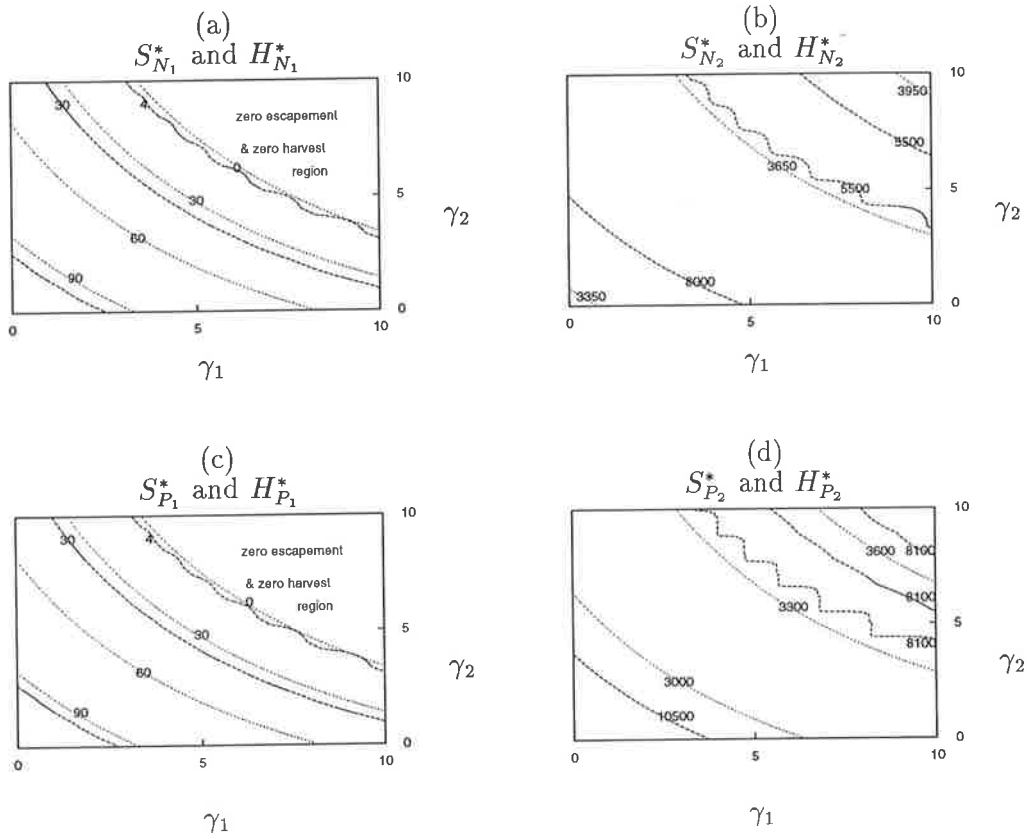 (a)
S*N1 and H*N1
30
4
zero escapement
& zero harvest
region
0
30
60
90
10
5
0
γ2
0
5
10
γ1
(b)
S*N2 and H*N2
3950
5500
3650
5500
8000
3350
10
5
0
γ2
0
5
10
γ1
(c)
S*P1 and H*P1
30
4
zero escapement
& zero harvest
region
0
30
60
90
10
5
0
γ2
0
5
10
γ1
(d)
S*P2 and H*P2
3600
8100
8100
3300
8100
3000
10500
10
5
0
γ2
0
5
10
γ1